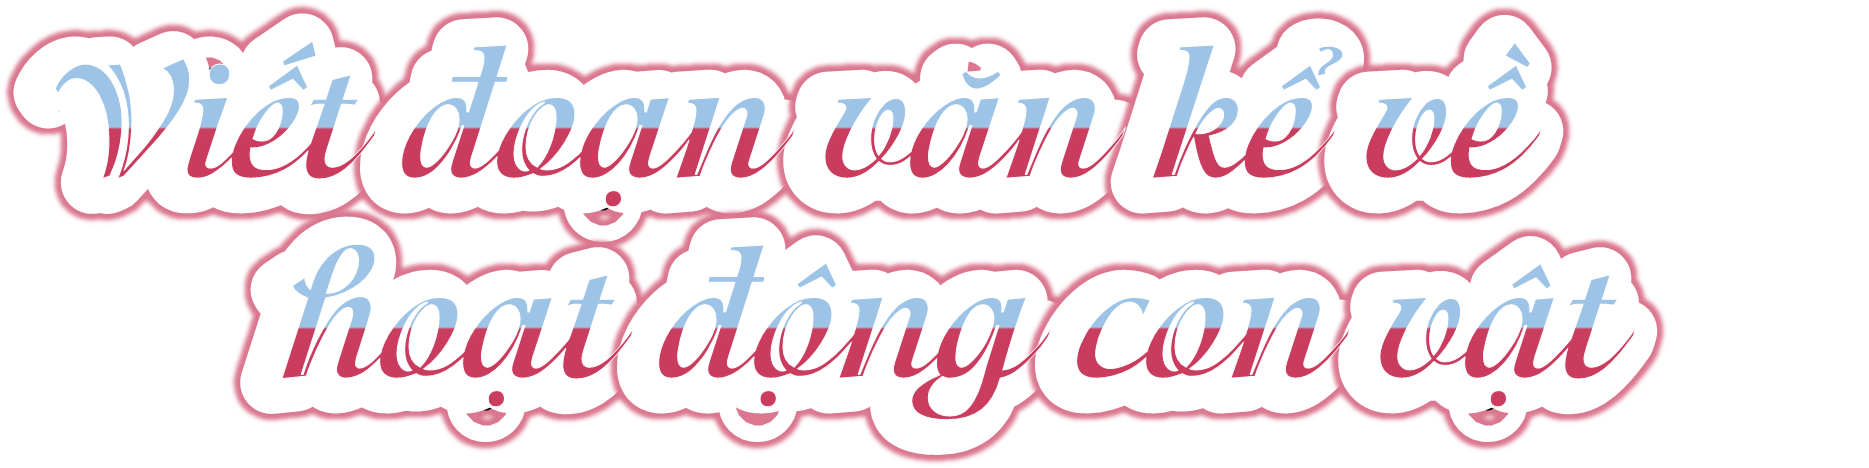 Viết đoạn văn kể về
hoạt động con vật